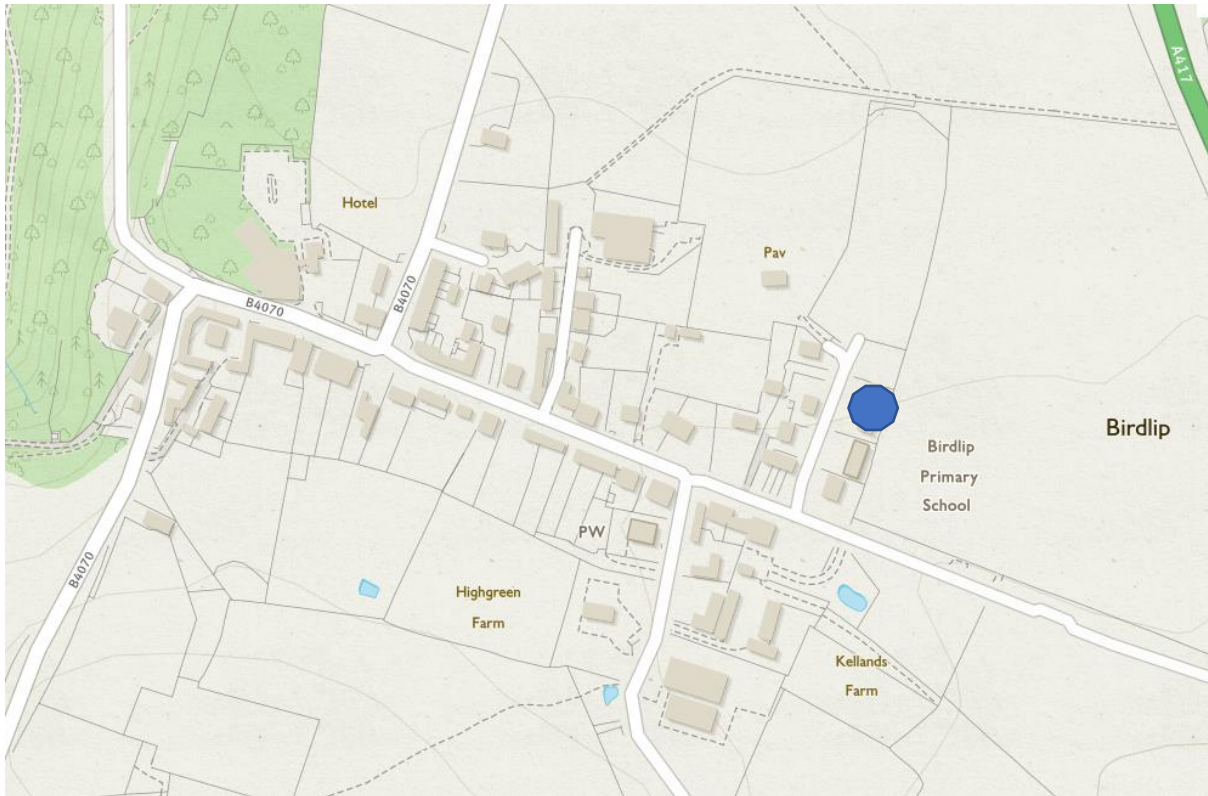 A417
Hotel
Pav
B4070
B4070
Birdlip
Birdlip
Primary
School
PW
B4070
Highgreen
Farm
Kellands
Farm